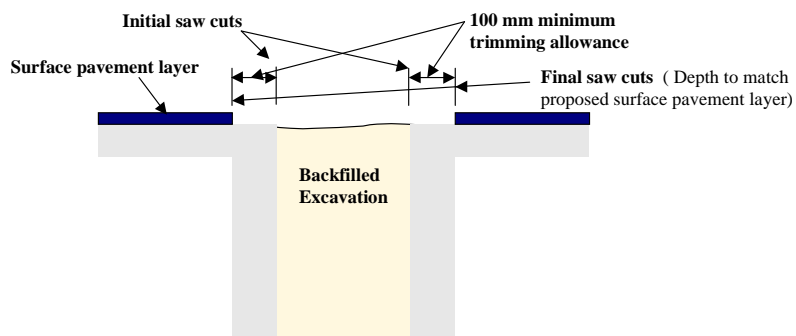 Initial saw cuts
100 mm minimum
trimming allowance
Surface pavement layer
Final saw cuts ( Depth to match
proposed surface pavement layer)
Backfilled
Excavation